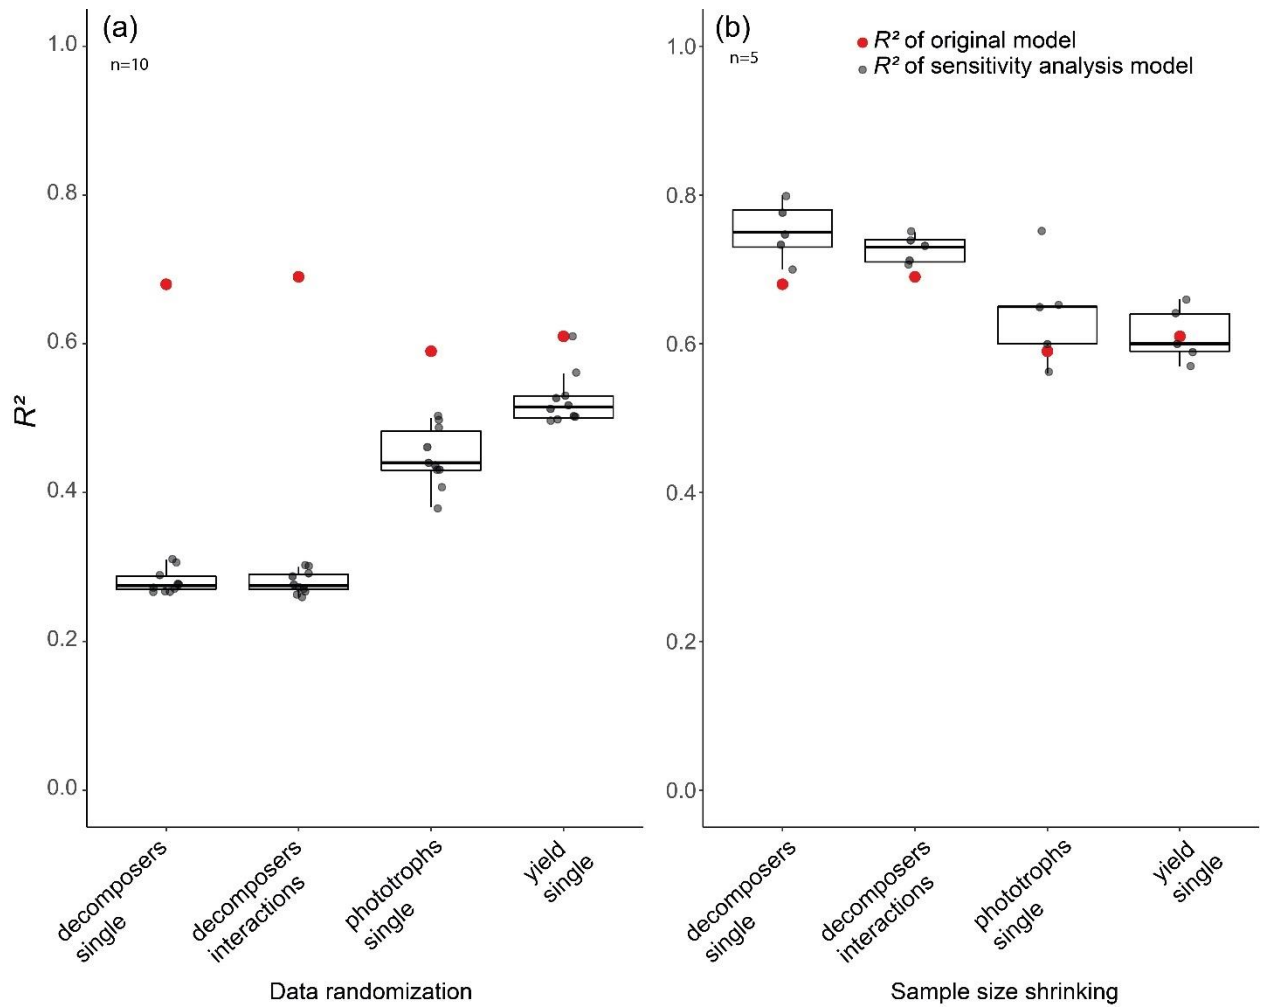 (a)
n=10
1.0
0.8
0.6
0.4
0.2
0.0
R²
decomposers
single
decomposers
interactions
phototrophs
single
yield
single
Data randomization
(b)
n=5
R² of original model
R² of sensitivity analysis model
1.0
0.8
0.6
0.4
0.2
0.0
decomposers
single
decomposers
interactions
phototrophs
single
yield
single
Sample size shrinking